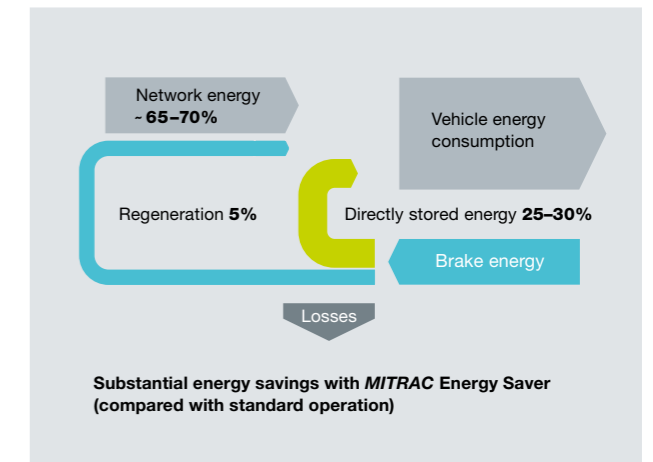 Network energy
~ 65–70%
Vehicle energy
consumption
Regeneration 5%
Directly stored energy 25–30%
Brake energy
Losses
Substantial energy savings with MITRAC Energy Saver
(compared with standard operation)